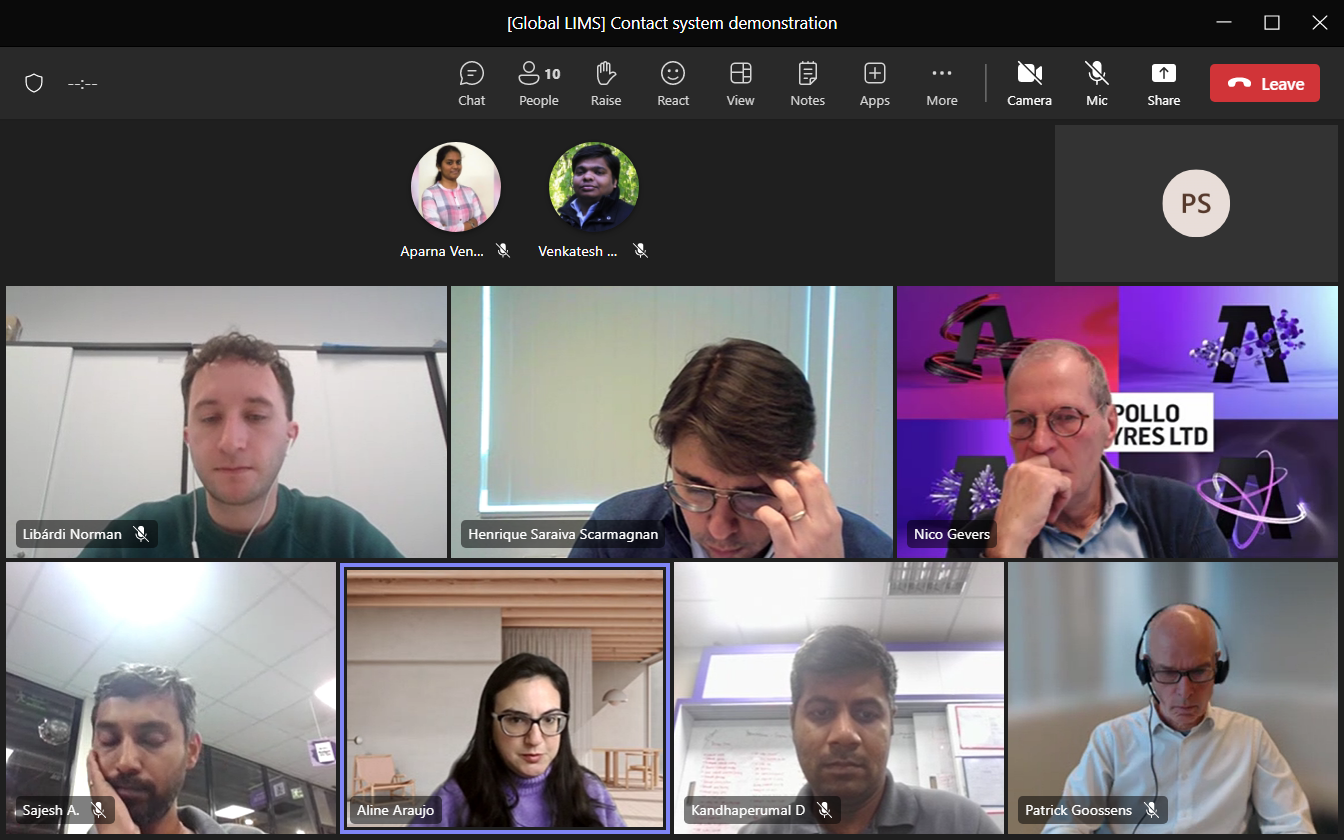 [Global LIMS] Contact system demonstration
--:--
Chat
People
10
Raise
React
View
Notes
Apps
More
Camera
Mic
Share
Leave
Aparna Ven...
Venkatesh ...
PS
POLLO
YRES LTD
Libárdi Norman
Henrique Saraiva Scarmagnan
Nico Gevers
Sajesh A.
Aline Araujo
Kandhaperumal D
Patrick Goossens